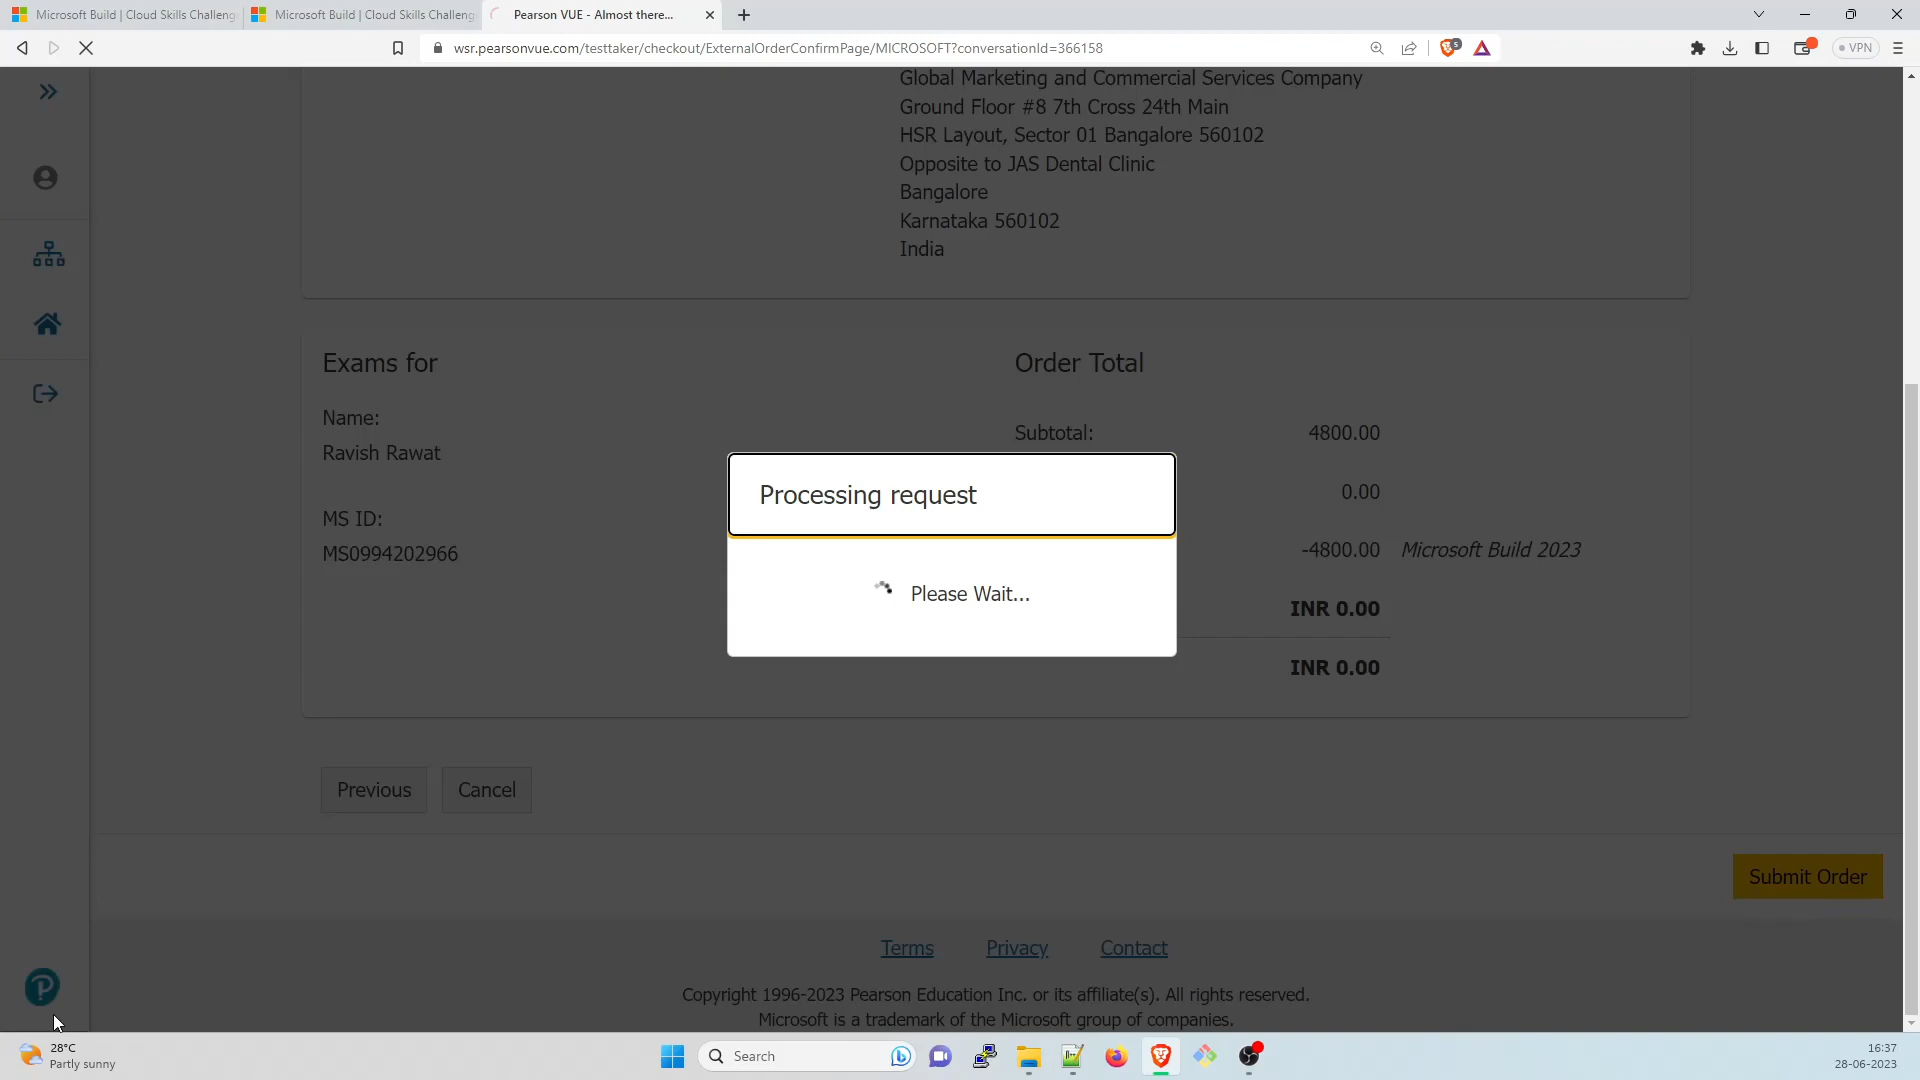 Microsoft Build | Cloud Skills Challeng
Microsoft Build | Cloud Skills Challeng
Pearson VUE - Almost there...
wsr.pearsonvue.com/testtaker/checkout/ExternalOrderConfirmPage/MICROSOFT?conversationId=366158
5
VPN
Global Marketing and Commercial Services Company
Ground Floor #8 7th Cross 24th Main
HSR Layout, Sector 01 Bangalore 560102
Opposite to JAS Dental Clinic
Bangalore
Karnataka 560102
India
Exams for
Name:
Ravish Rawat
MS ID:
MS0994202966
Order Total
Subtotal: 4800.00
0.00
-4800.00 Microsoft Build 2023
INR 0.00
INR 0.00
Processing request
Please Wait...
Previous
Cancel
Submit Order
Terms
Privacy
Contact
Copyright 1996-2023 Pearson Education Inc. or its affiliate(s). All rights reserved.
Microsoft is a trademark of the Microsoft group of companies.
28°C
Partly sunny
Search
16:37
28-06-2023